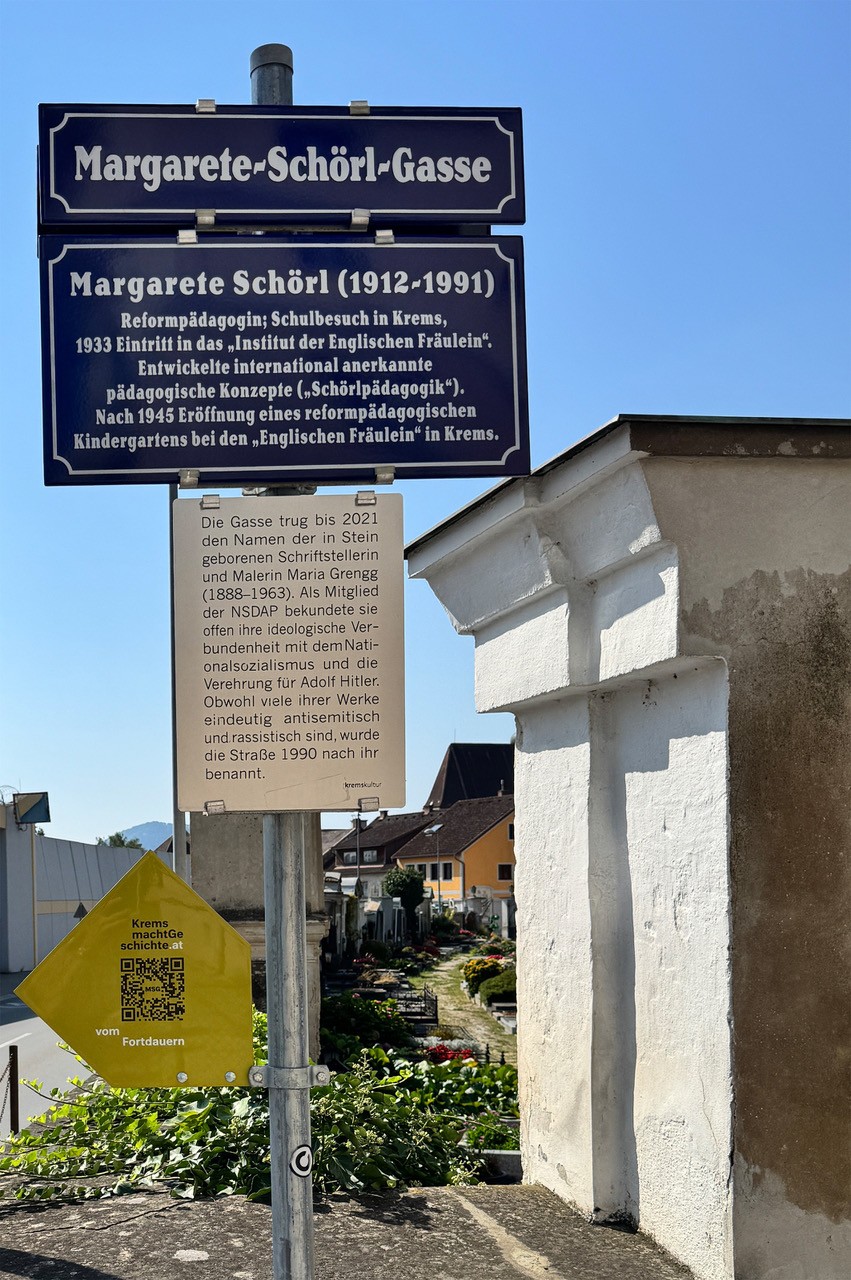 Margarete-Schörl-Gasse
Margarete Schörl (1912-1991)
Reformpädagogin; Schulbesuch in Krems,
1933 Eintritt in das „Institut der Englischen Fräulein“.
Entwickelte international anerkannte
pädagogische Konzepte („Schörlpädagogik“).
Nach 1945 Eröffnung eines reformpädagogischen
Kindergartens bei den „Englischen Fräulein“ in Krems.
Die Gasse trug bis 2021
den Namen der in Stein
geborenen Schriftstellerin
und Malerin Maria Grengg
(1888–1963). Als Mitglied
der NSDAP bekundete sie
offen ihre ideologische Ver-
bundenheit mit dem Nati-
onalsozialismus und die
Verehrung für Adolf Hitler.
Obwohl viele ihrer Werke
eindeutig antisemitisch
und rassistisch sind, wurde
die Straße 1990 nach ihr
benannt.
kremskultur
Krems
machtGe
schichte.at
MSG
vom
Fortdauern